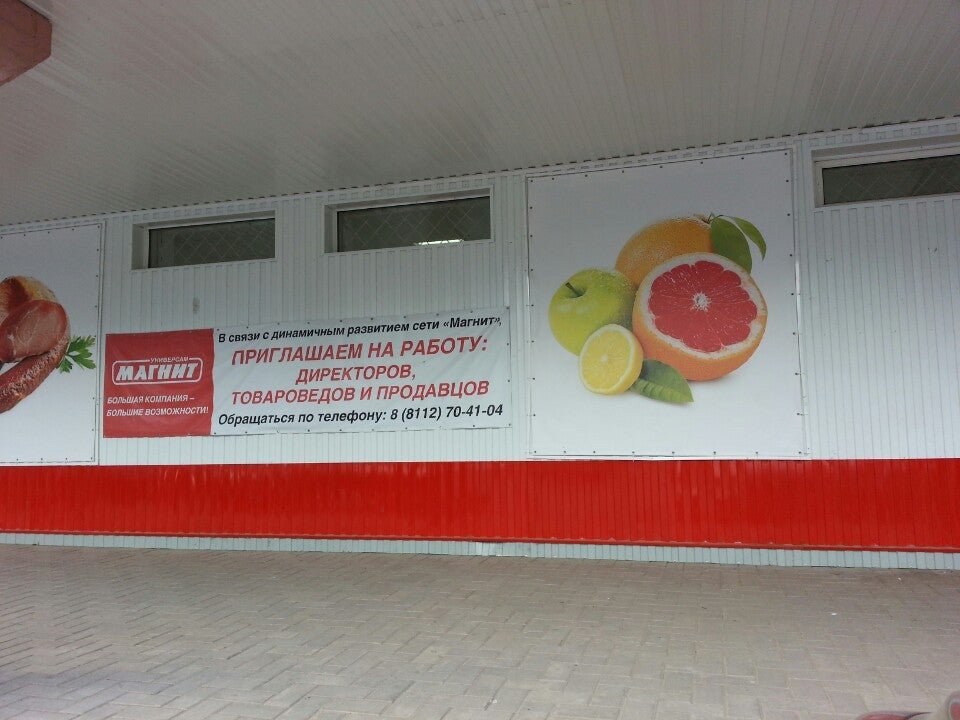 УНИВЕРСАМ
МАГНИТ
БОЛЬШАЯ КОМПАНИЯ –
БОЛЬШИЕ ВОЗМОЖНОСТИ!
В связи с динамичным развитием сети «Магнит»,
ПРИГЛАШАЕМ НА РАБОТУ:
ДИРЕКТОРОВ,
ТОВАРОВЕДОВ И ПРОДАВЦОВ
Обращаться по телефону: 8 (8112) 70-41-04